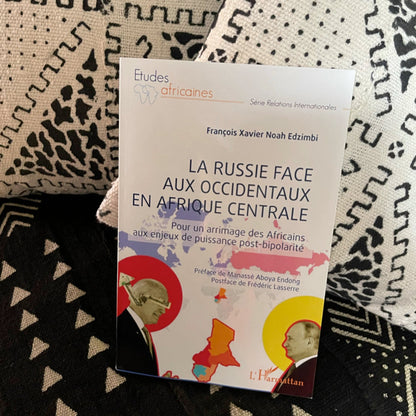 Etudes
africaines
Série Relations Internationales
François Xavier Noah Edzimbi
LA RUSSIE FACE
AUX OCCIDENTAUX
EN AFRIQUE CENTRALE
Pour un arrimage des Africains
aux enjeux de puissance post-bipolarité
Préface de Manassé Aboya Endong
Postface de Frédéric Lasserre
L'Harmattan